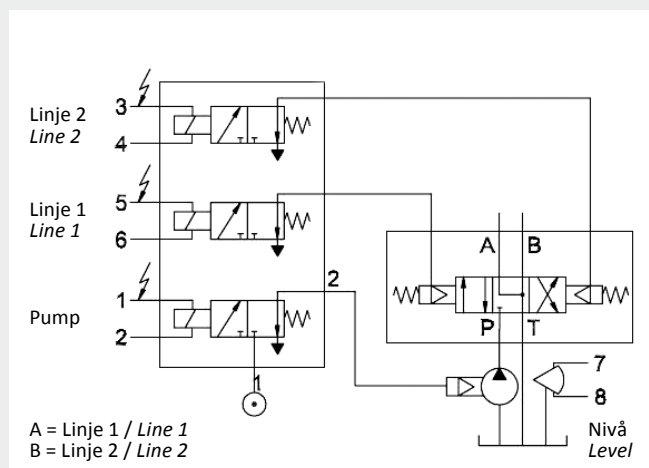 3
Linje 2
Line 2
4
5
Linje 1
Line 1
6
A B
2
1
Pump
2
P T
7
1
8
A = Linje 1 / Line 1
B = Linje 2 / Line 2
Nivå
Level